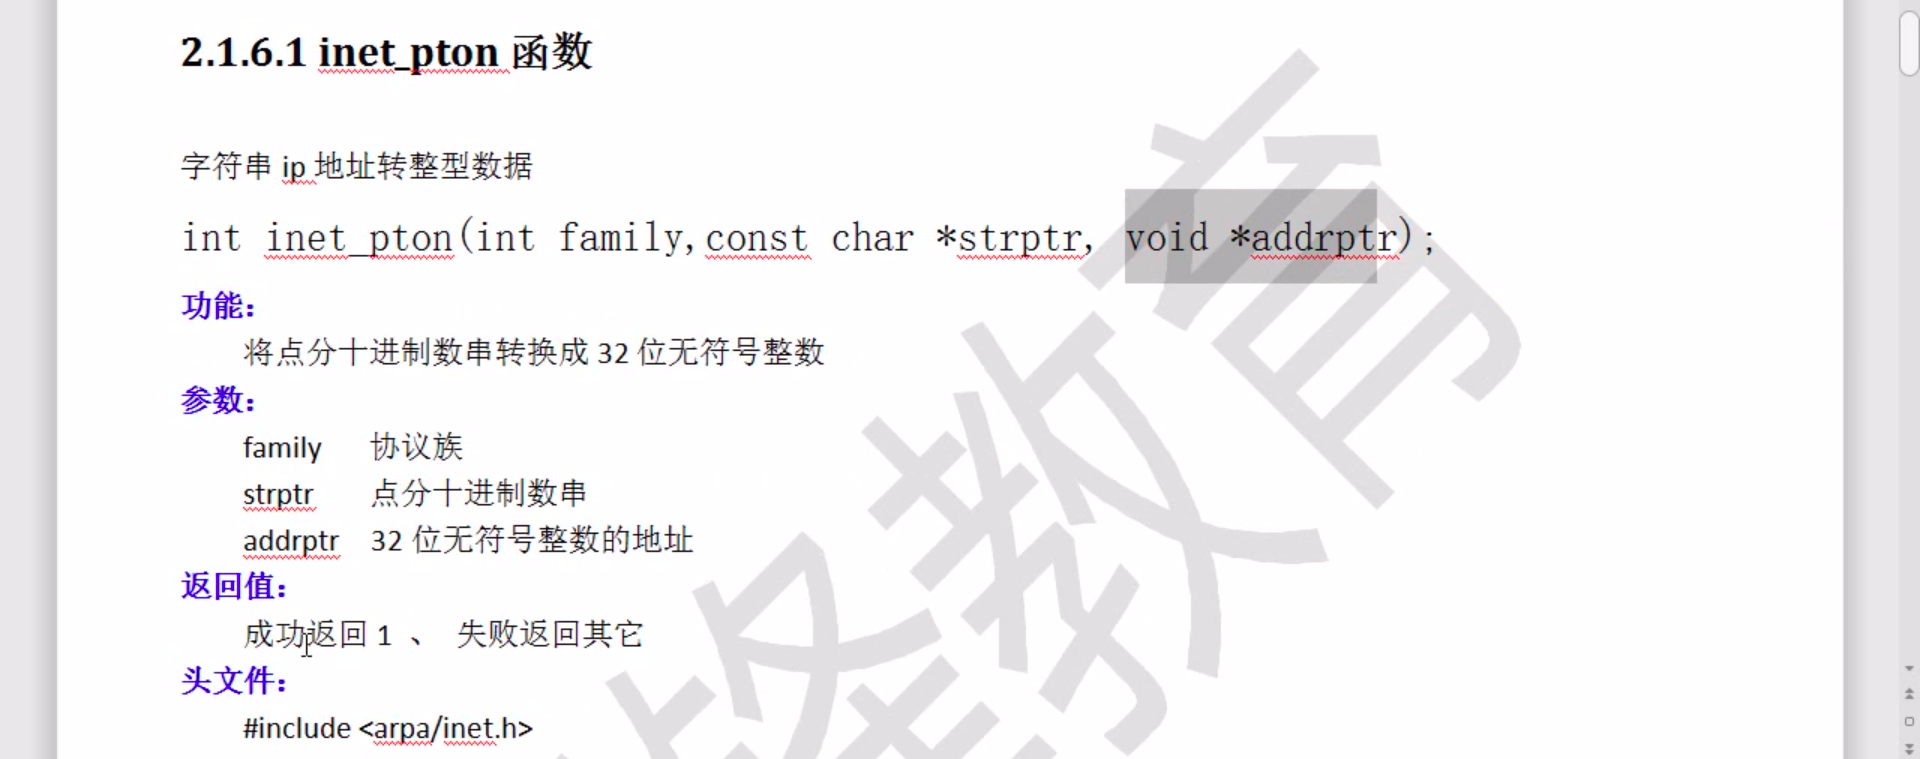 2.1.6.1 inet_pton 函数
字符串 ip 地址转整型数据
int inet_pton(int family,const char *strptr, void *addrptr);
功能：
将点分十进制数串转换成 32 位无符号整数
参数：
family 协议族
strptr 点分十进制数串
addrptr 32 位无符号整数的地址
返回值：
成功返回 1 、 失败返回其它
头文件：
#include <arpa/inet.h>
锋教育